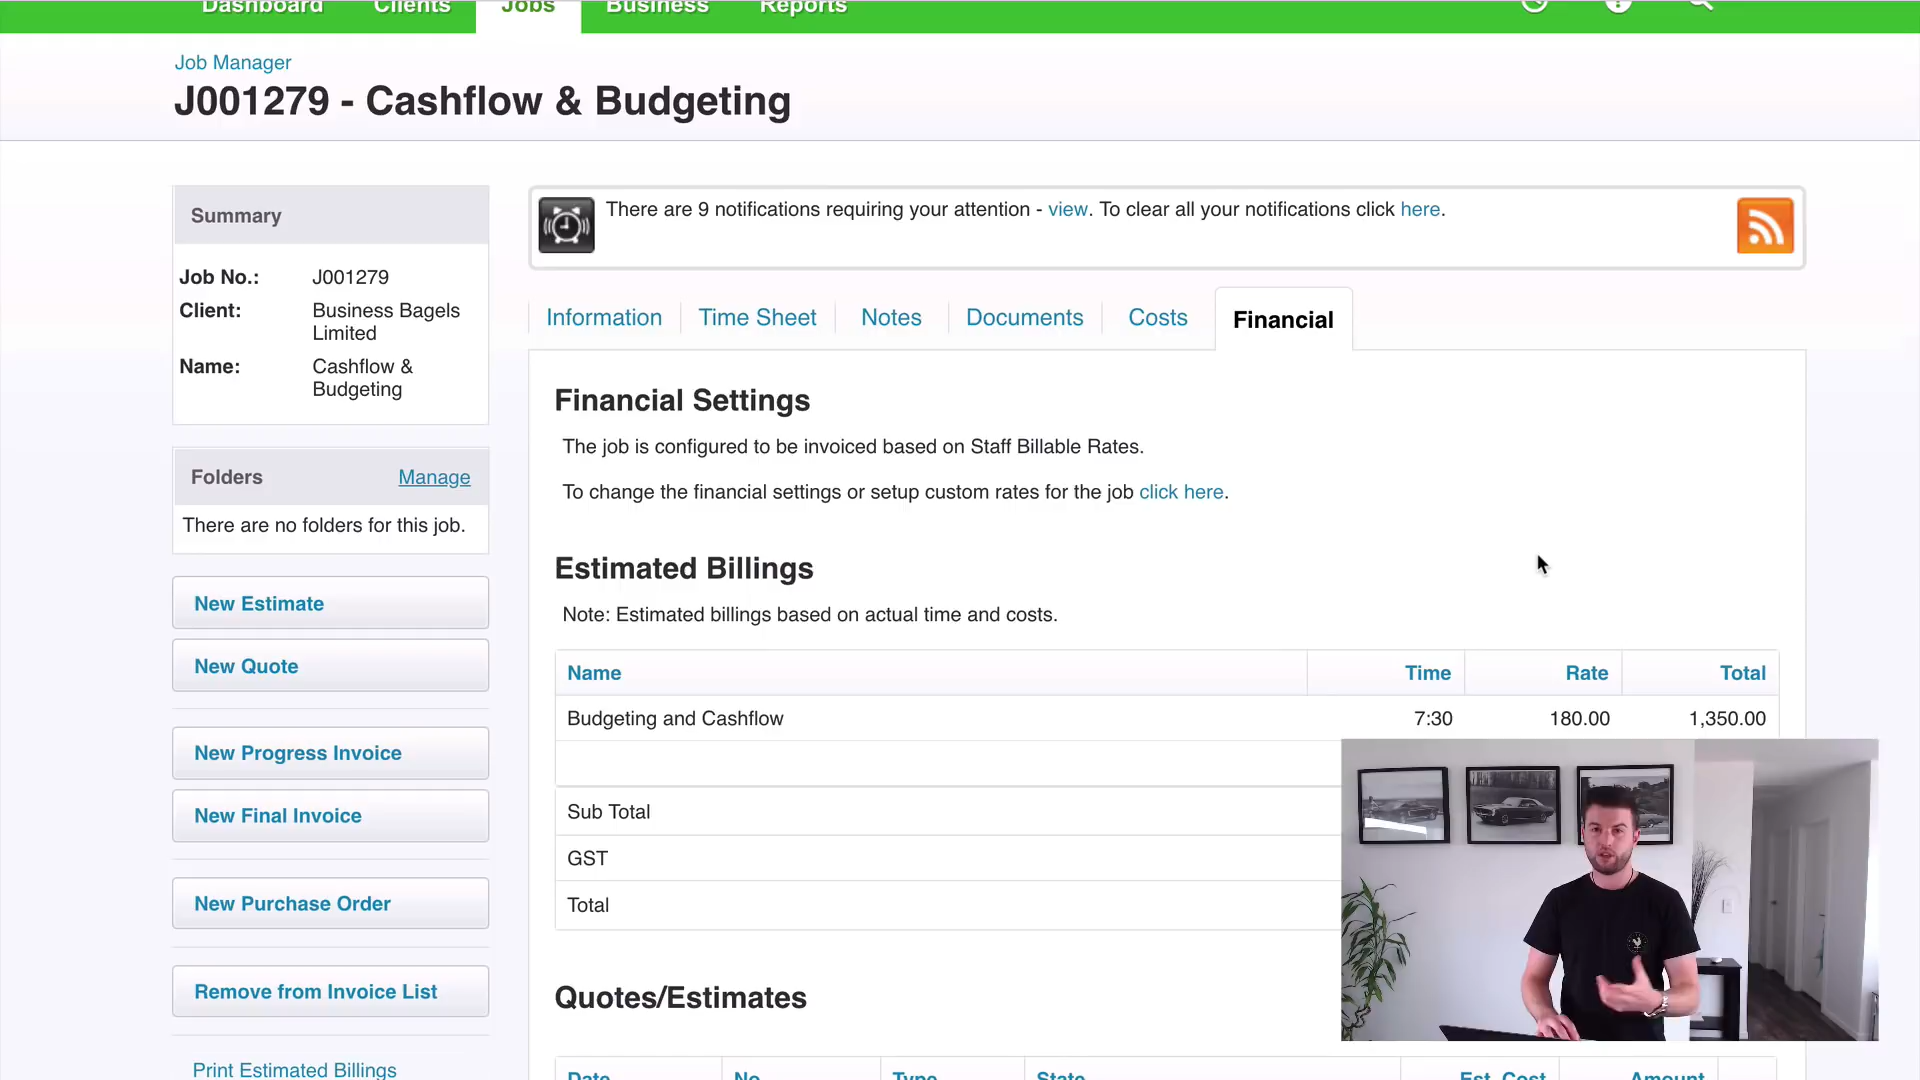 Dashboard Clients Jobs Business Reports
Job Manager
J001279 - Cashflow & Budgeting
Summary
Job No.: J001279
Client: Business Bagels
Limited
Name: Cashflow &
Budgeting
Folders Manage
There are no folders for this job.
New Estimate
New Quote
New Progress Invoice
New Final Invoice
New Purchase Order
Remove from Invoice List
Print Estimated Billings
There are 9 notifications requiring your attention - view. To clear all your notifications click here.
Information Time Sheet Notes Documents Costs Financial
Financial Settings
The job is configured to be invoiced based on Staff Billable Rates.
To change the financial settings or setup custom rates for the job click here.
Estimated Billings
Note: Estimated billings based on actual time and costs.
Name Time Rate Total
Budgeting and Cashflow 7:30 180.00 1,350.00
Sub Total
GST
Total
Quotes/Estimates
Date No Type State Est. Cost Amount